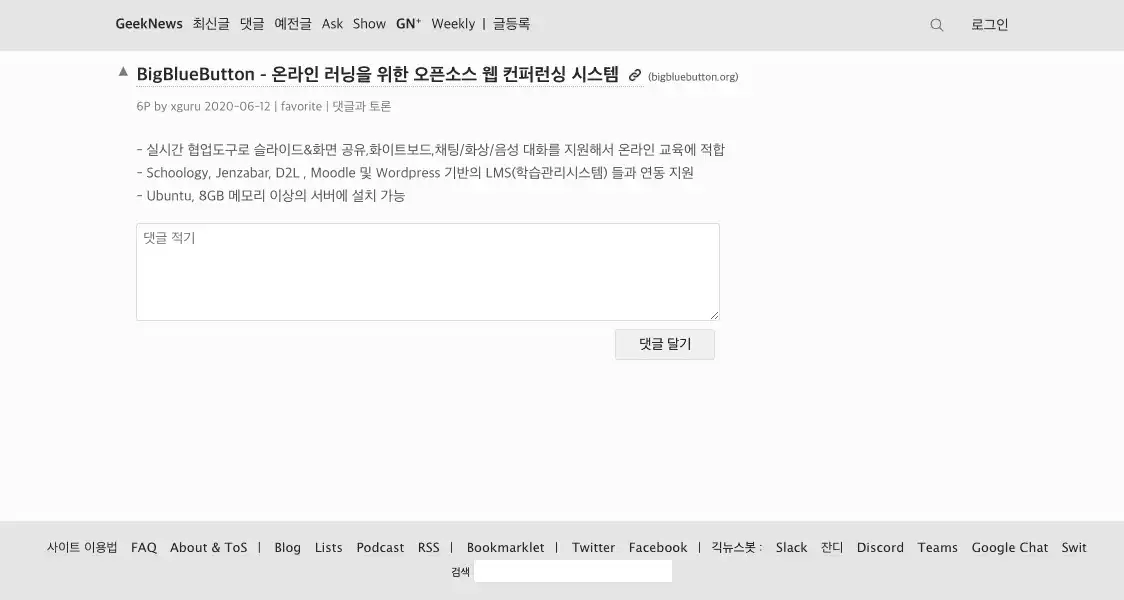 GeekNews 최신글 댓글 예전글 Ask Show GN⁺ Weekly | 글등록 로그인
▲ BigBlueButton - 온라인 러닝을 위한 오픈소스 웹 컨퍼런싱 시스템 (bigbluebutton.org)
6P by xguru 2020-06-12 | favorite | 댓글과 토론
- 실시간 협업도구로 슬라이드&화면 공유,화이트보드,채팅/화상/음성 대화를 지원해서 온라인 교육에 적합
- Schoology, Jenzabar, D2L , Moodle 및 Wordpress 기반의 LMS(학습관리시스템) 들과 연동 지원
- Ubuntu, 8GB 메모리 이상의 서버에 설치 가능
댓글 적기
댓글 달기
사이트 이용법 FAQ About & ToS | Blog Lists Podcast RSS | Bookmarklet | Twitter Facebook | 긱뉴스봇 : Slack 잔디 Discord Teams Google Chat Swit
검색